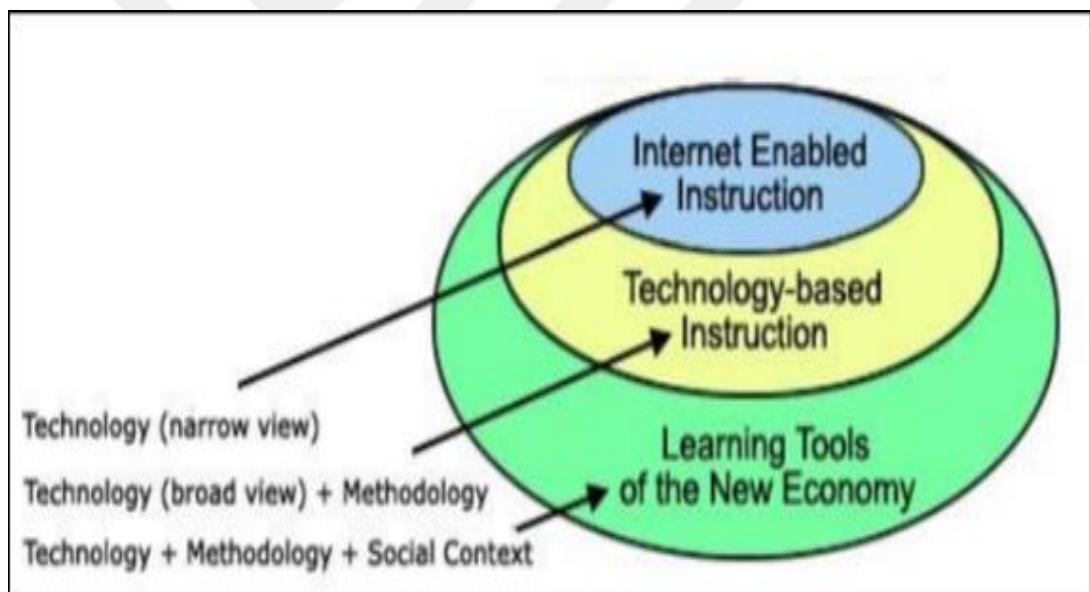 Internet Enabled
Instruction
Technology-based
Instruction
Learning Tools
of the New Economy
Technology (narrow view)
Technology (broad view) + Methodology
Technology + Methodology + Social Context